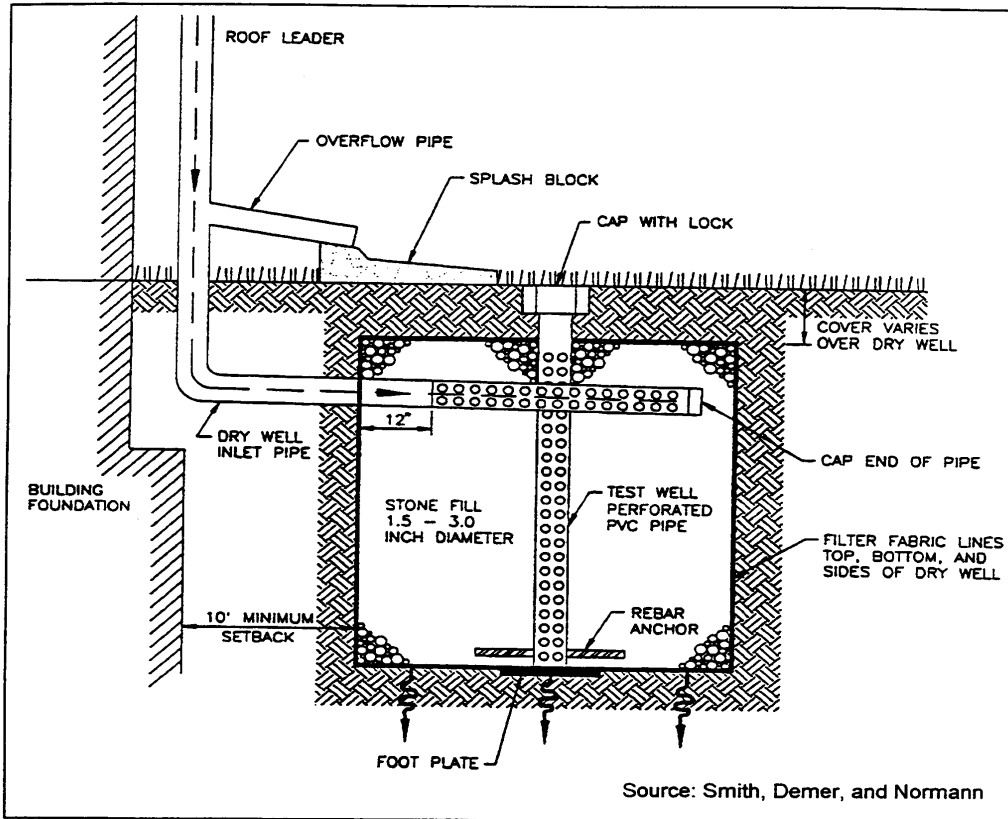 ROOF LEADER
OVERFLOW PIPE
SPLASH BLOCK
CAP WITH LOCK
COVER VARIES
OVER DRY WELL
12"
DRY WELL
INLET PIPE
CAP END OF PIPE
BUILDING
FOUNDATION
STONE FILL
1.5 – 3.0
INCH DIAMETER
TEST WELL
PERFORATED
PVC PIPE
FILTER FABRIC LINES
TOP, BOTTOM, AND
SIDES OF DRY WELL
10' MINIMUM
SETBACK
REBAR
ANCHOR
FOOT PLATE
Source: Smith, Demer, and Normann